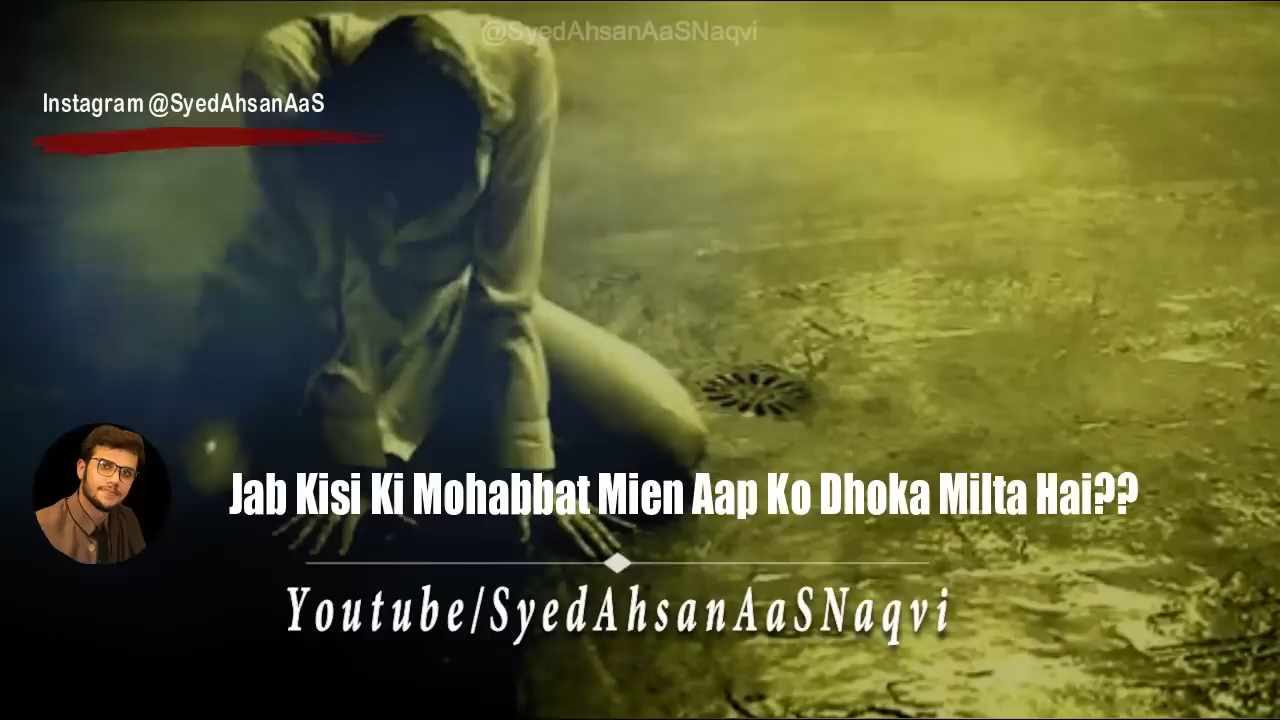 @SyedAhsanAaSNaqvi
Instagram @SyedAhsanAaS
Jab Kisi Ki Mohabbat Mien Aap Ko Dhoka Milta Hai??
Youtube/SyedAhsanAaSNaqvi